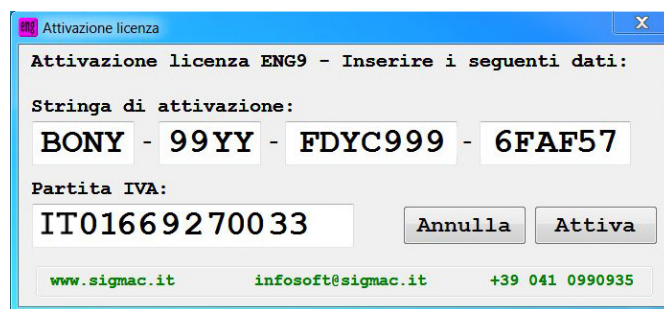 eng Attivazione licenza X
Attivazione licenza ENG9 - Inserire i seguenti dati:
Stringa di attivazione:
BONY - 99YY - FDYC999 - 6FAF57
Partita IVA:
IT01669270033 Annulla Attiva
www.sigmac.it infosoft@sigmac.it +39 041 0990935